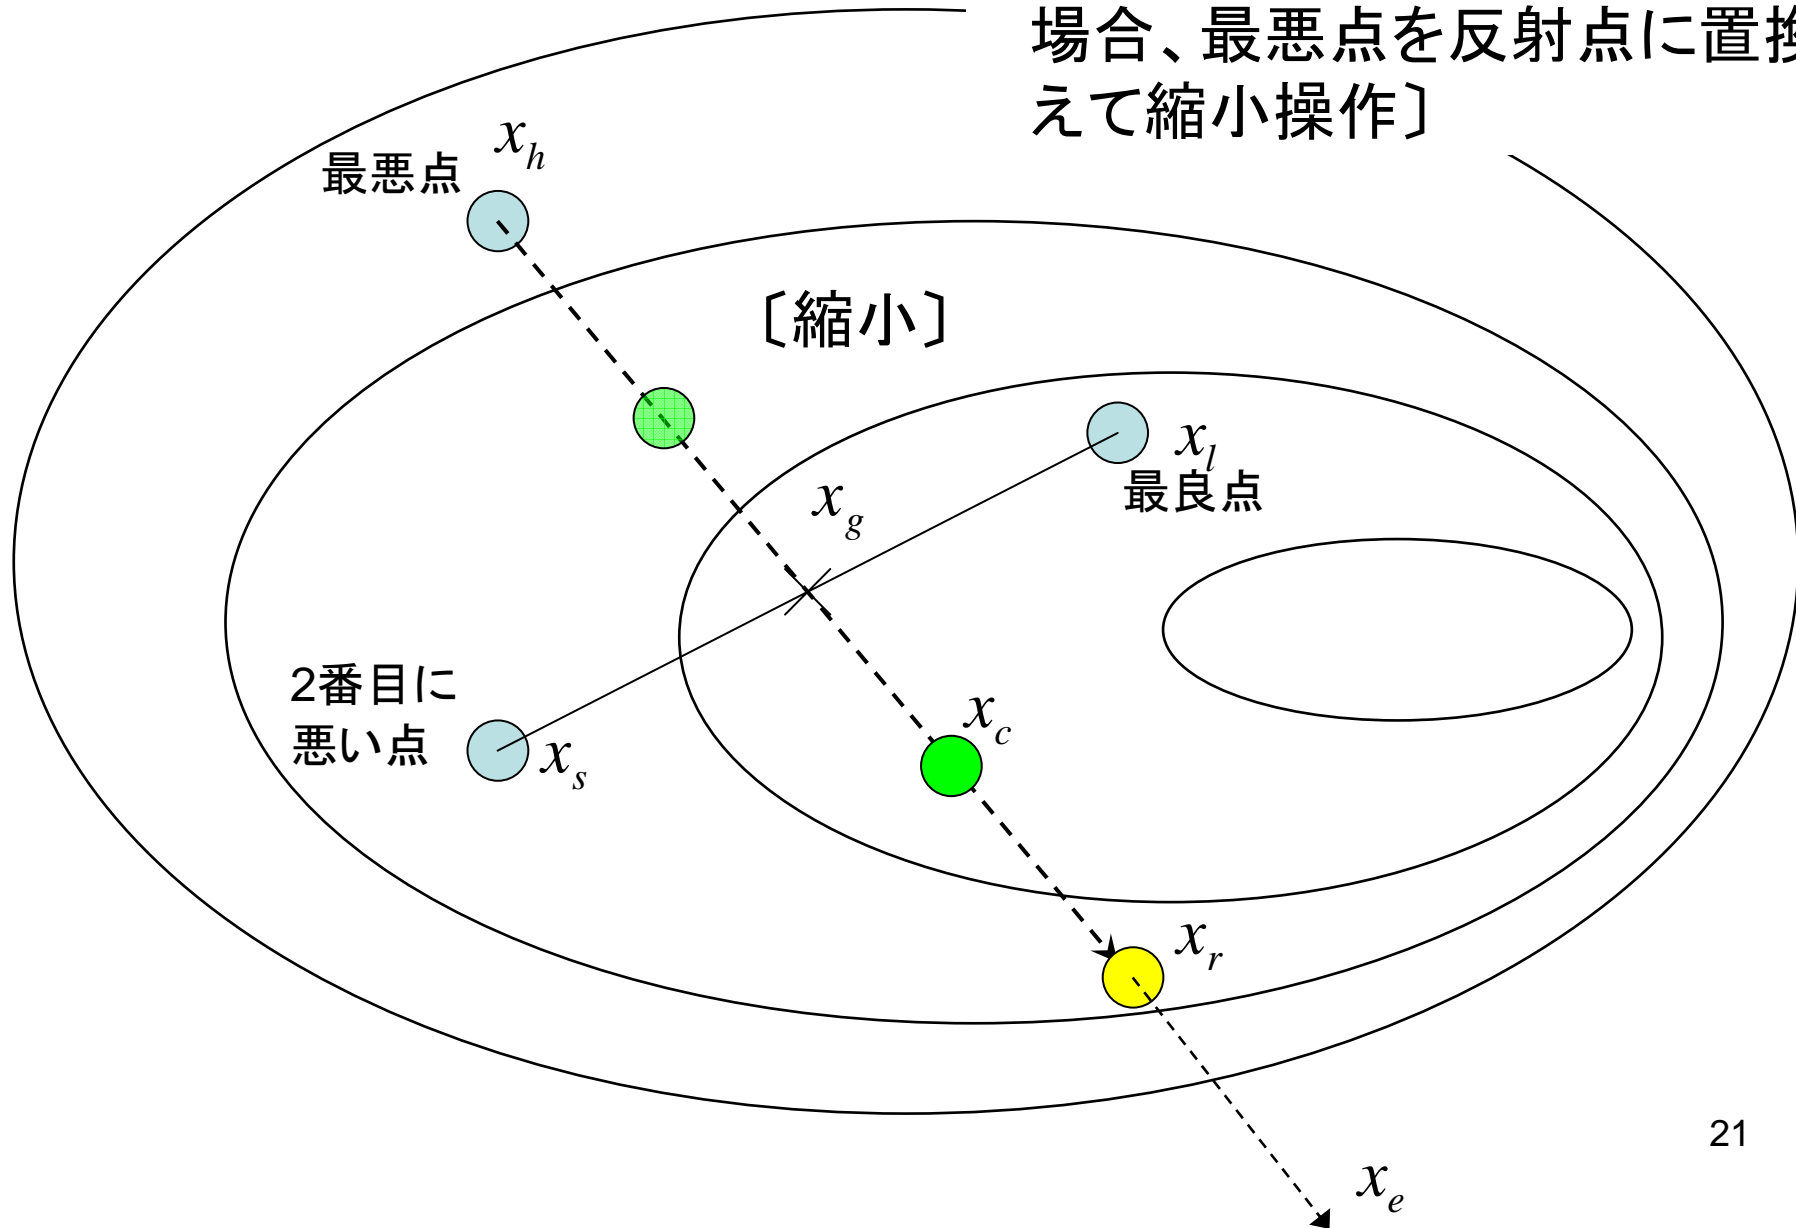 場合、最悪点を反射点に置換
えて縮小操作〕
x_h
最悪点
〔縮小〕
x_l
最良点
x_g
2番目に
悪い点
x_s
x_c
x_r
21
x_e